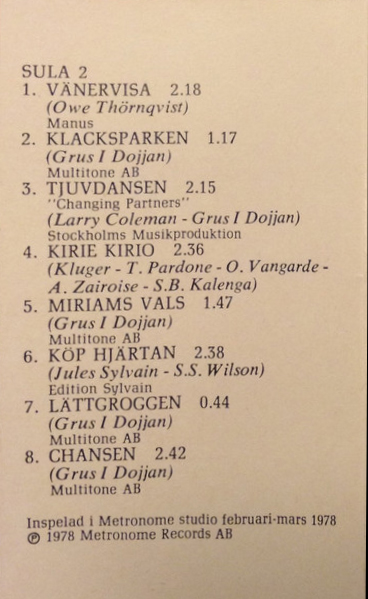 SULA 2
1. VÄNERVISA 2.18
(Owe Thörnqvist)
Manus
2. KLACKSPARKEN 1.17
(Grus I Dojjan)
Multitone AB
3. TJUVDANSEN 2.15
"Changing Partners"
(Larry Coleman - Grus I Dojjan)
Stockholms Musikproduktion
4. KIRIE KIRIO 2.36
(Kluger - T. Pardone - O. Vangarde -
A. Zairoise - S.B. Kalenga)
5. MIRIAMS VALS 1.47
(Grus I Dojjan)
Multitone AB
6. KÖP HJÄRTAN 2.38
(Jules Sylvain - S.S. Wilson)
Edition Sylvain
7. LÄTTGROGGEN 0.44
(Grus I Dojjan)
Multitone AB
8. CHANSEN 2.42
(Grus I Dojjan)
Multitone AB
Inspelad i Metronome studio februari-mars 1978
℗ 1978 Metronome Records AB